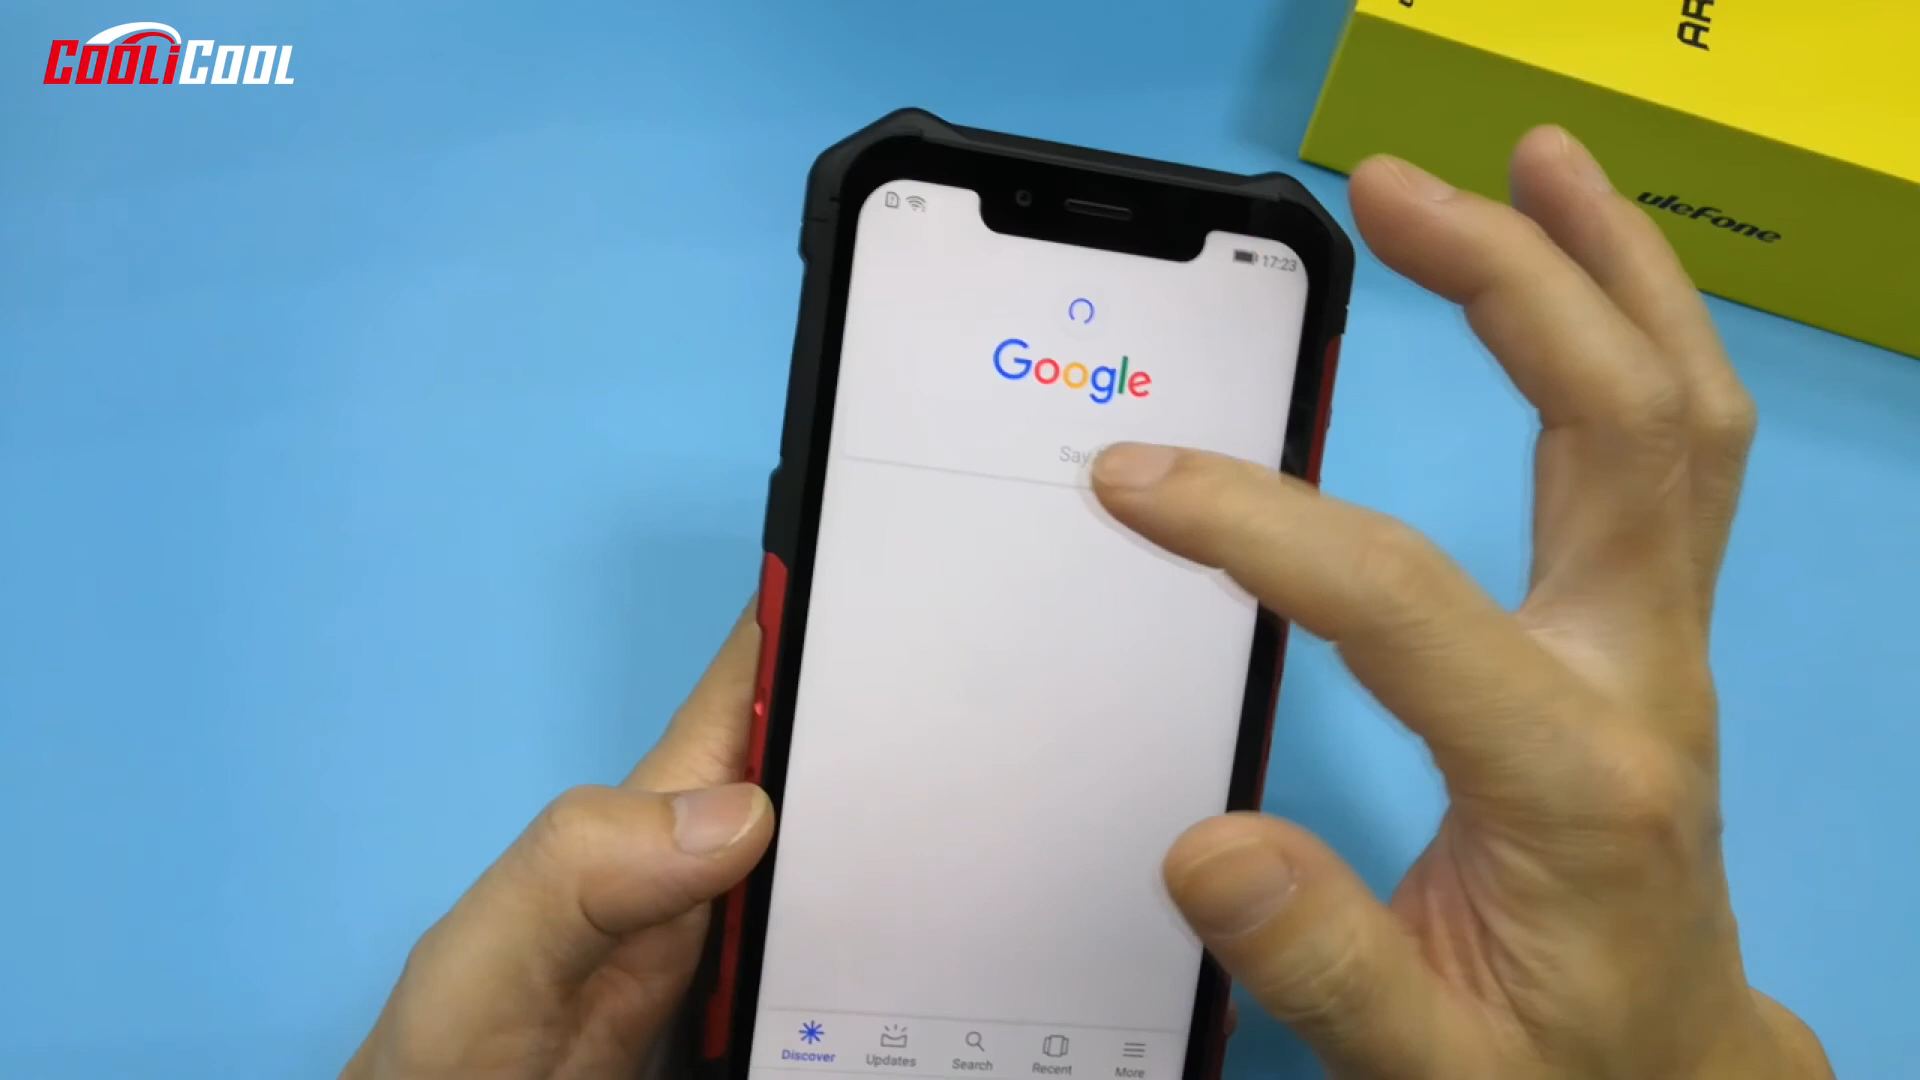 COOLiCOOL
AR
ulefone
17:23
Google
Say
Discover
Updates
Search
Recent
More